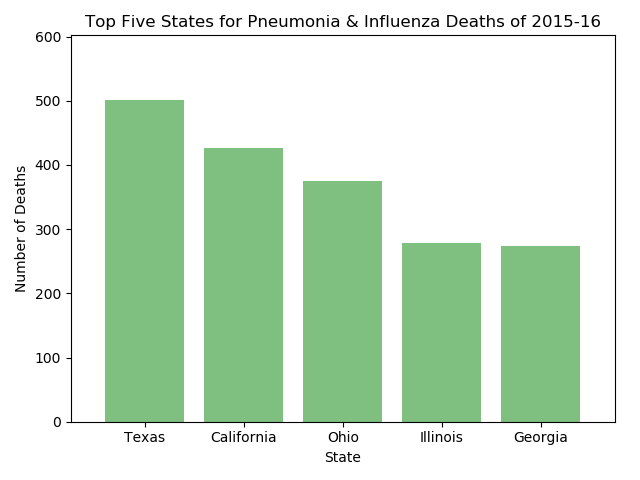 Top Five States for Pneumonia & Influenza Deaths of 2015-16
600
500
400
300
200
100
0
Number of Deaths
Texas California Ohio Illinois Georgia
State